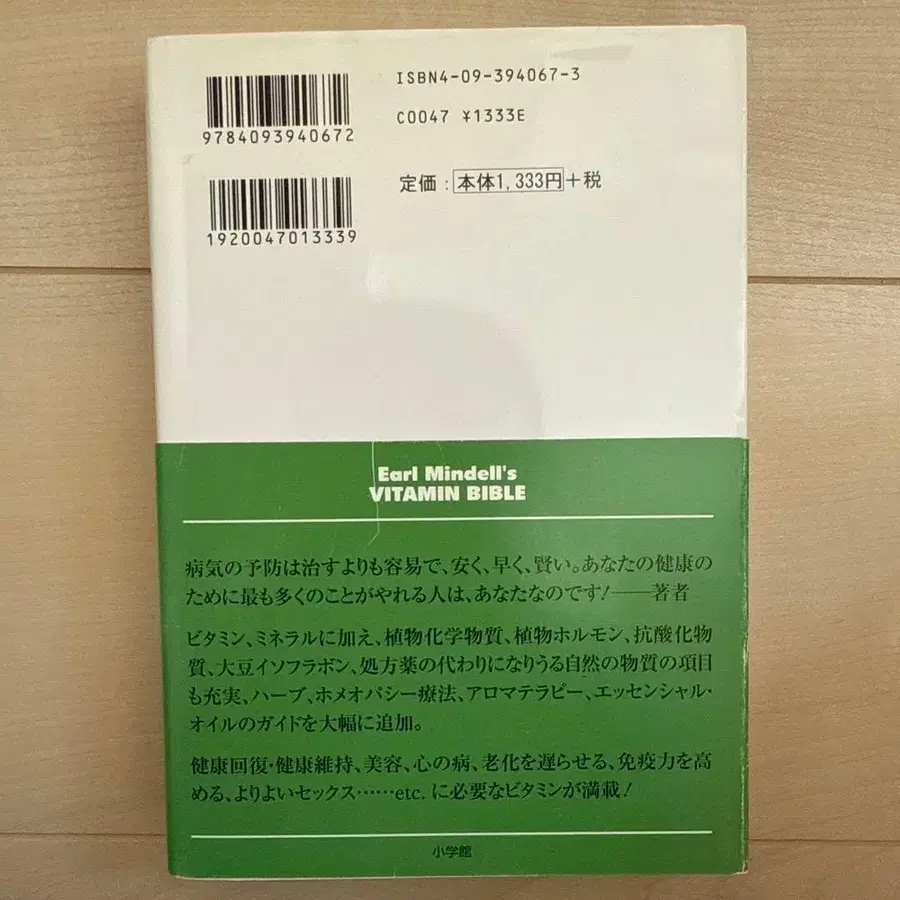 ISBN4-09-394067-3
C0047 ¥1333E
9784093940672
定価：本体1,333円+税
1920047013339
Earl Mindell's
VITAMIN BIBLE
病気の予防は治すよりも容易で、安く、早く、賢い。あなたの健康の
ために最も多くのことがやれる人は、あなたなのです!——著者
ビタミン、ミネラルに加え、植物化学物質、植物ホルモン、抗酸化物
質、大豆イソフラボン、処方薬の代わりになりうる自然の物質の項目
も充実、ハーブ、ホメオパシー療法、アロマテラピー、エッセンシャル・
オイルのガイドを大幅に追加。
健康回復・健康維持、美容、心の病、老化を遅らせる、免疫力を高
める、よりよいセックス……etc. に必要なビタミンが満載!
小学館